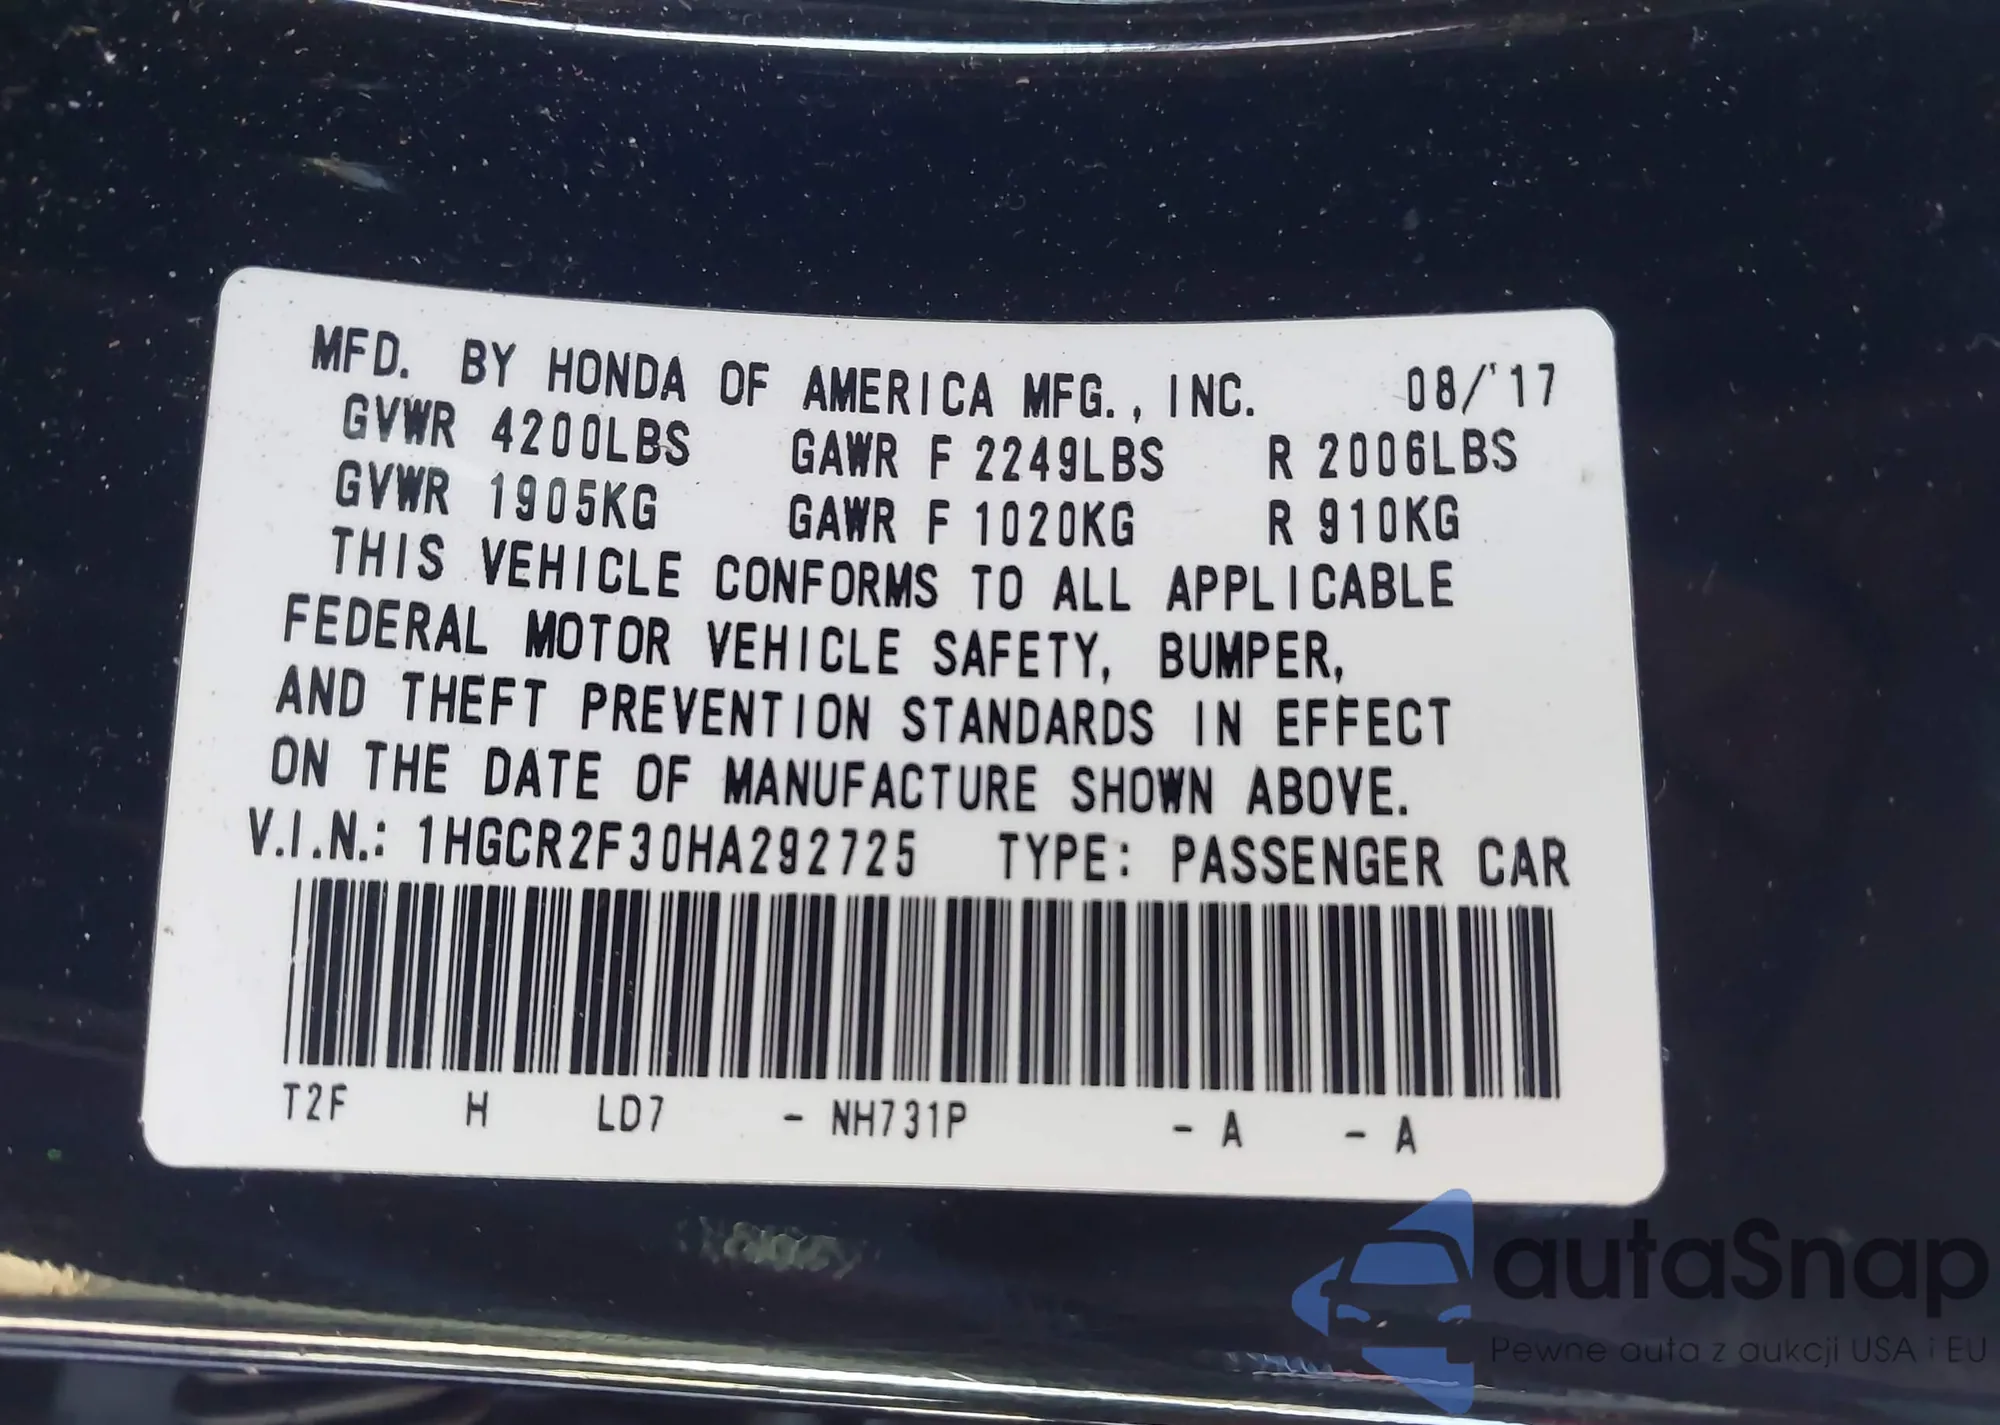 MFD. BY HONDA OF AMERICA MFG., INC. 08/'17
GVWR 4200LBS GAWR F 2249LBS R 2006LBS
GVWR 1905KG GAWR F 1020KG R 910KG
THIS VEHICLE CONFORMS TO ALL APPLICABLE
FEDERAL MOTOR VEHICLE SAFETY, BUMPER,
AND THEFT PREVENTION STANDARDS IN EFFECT
ON THE DATE OF MANUFACTURE SHOWN ABOVE.
V.I.N.: 1HGCR2F30HA292725 TYPE: PASSENGER CAR
T2F H LD7 - NH731P - A - A
autaSnap
Pewne auta z aukcji USA i EU